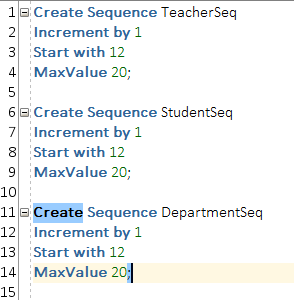 1 Create Sequence TeacherSeq
2 Increment by 1
3 Start with 12
4 MaxValue 20;
5
6 Create Sequence StudentSeq
7 Increment by 1
8 Start with 12
9 MaxValue 20;
10
11 Create Sequence DepartmentSeq
12 Increment by 1
13 Start with 12
14 MaxValue 20;
15